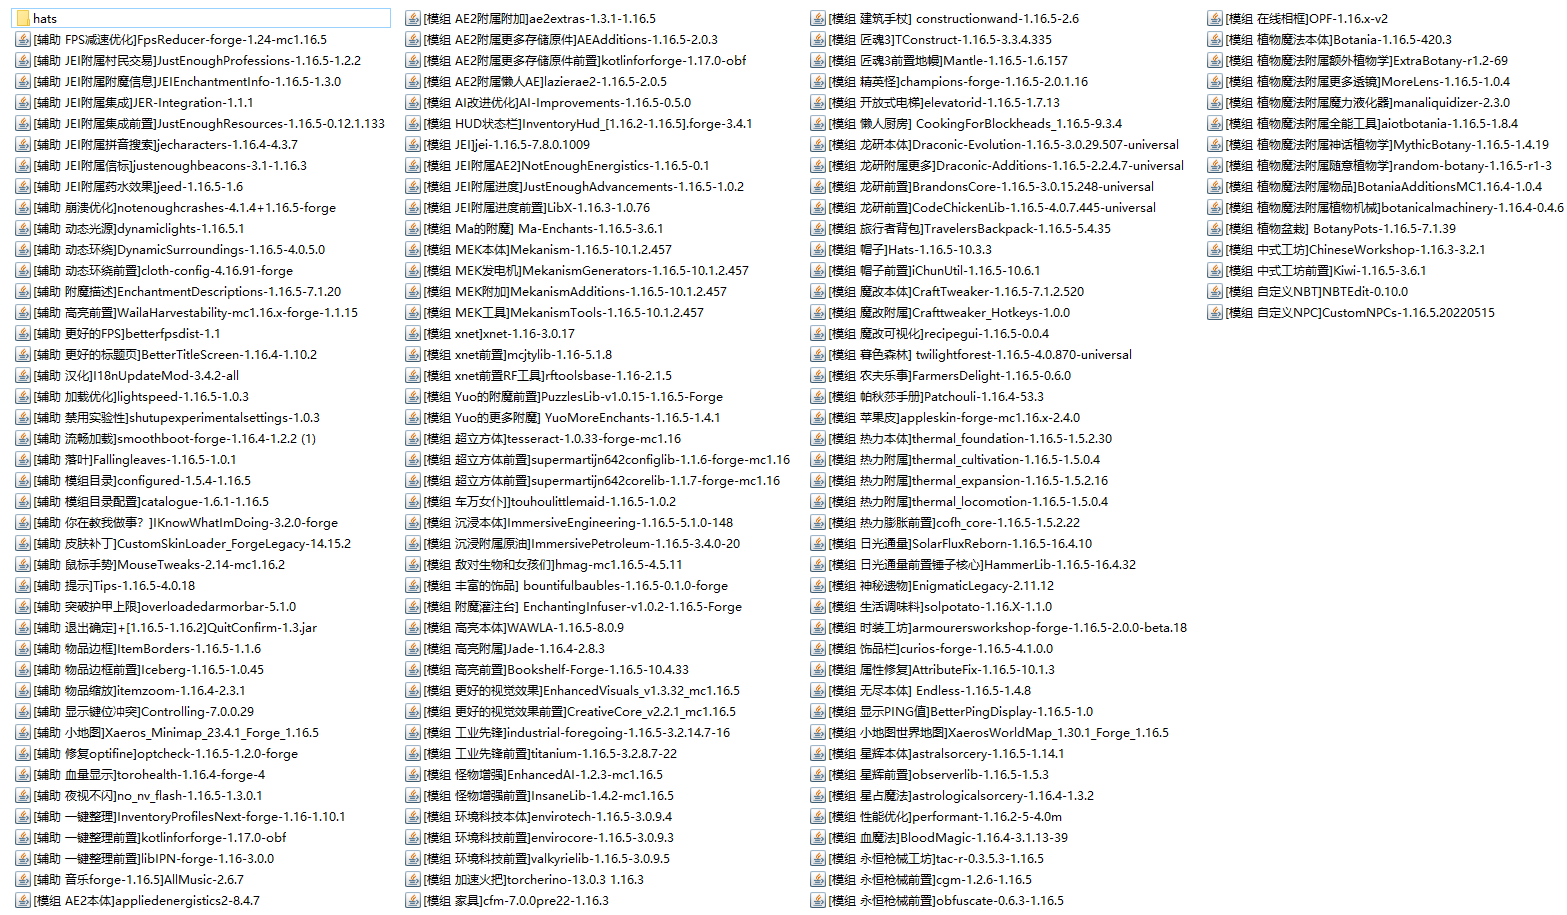 hats
[辅助 FPS减速优化]FpsReducer-forge-1.24-mc1.16.5
[辅助 JEI附属村民交易]JustEnoughProfessions-1.16.5-1.2.2
[辅助 JEI附属附魔信息]JEIEnchantmentInfo-1.16.5-1.3.0
[辅助 JEI附属集成]JER-Integration-1.1.1
[辅助 JEI附属集成前置]JustEnoughResources-1.16.5-0.12.1.133
[辅助 JEI附属拼音搜索]jecharacters-1.16.4-4.3.7
[辅助 JEI附属信标]justenoughbeacons-3.1-1.16.3
[辅助 JEI附属药水效果]jeed-1.16.5-1.6
[辅助 崩溃优化]notenoughcrashes-4.1.4+1.16.5-forge
[辅助 动态光源]dynamiclights-1.16.5.1
[辅助 动态环绕]DynamicSurroundings-1.16.5-4.0.5.0
[辅助 动态环绕前置]cloth-config-4.16.91-forge
[辅助 附魔描述]EnchantmentDescriptions-1.16.5-7.1.20
[辅助 高亮前置]WailaHarvestability-mc1.16.x-forge-1.1.15
[辅助 更好的FPS]betterfpsdist-1.1
[辅助 更好的标题页]BetterTitleScreen-1.16.4-1.10.2
[辅助 汉化]I18nUpdateMod-3.4.2-all
[辅助 加载优化]lightspeed-1.16.5-1.0.3
[辅助 禁用实验性]shutupexperimentalsettings-1.0.3
[辅助 流畅加载]smoothboot-forge-1.16.4-1.2.2 (1)
[辅助 落叶]Fallingleaves-1.16.5-1.0.1
[辅助 模组目录]configured-1.5.4-1.16.5
[辅助 模组目录配置]catalogue-1.6.1-1.16.5
[辅助 你在教我做事？]IKnowWhatImDoing-3.2.0-forge
[辅助 皮肤补丁]CustomSkinLoader_ForgeLegacy-14.15.2
[辅助 鼠标手势]MouseTweaks-2.14-mc1.16.2
[辅助 提示]Tips-1.16.5-4.0.18
[辅助 突破护甲上限]overloadedarmorbar-5.1.0
[辅助 退出确定]+[1.16.5-1.16.2]QuitConfirm-1.3.jar
[辅助 物品边框]ItemBorders-1.16.5-1.1.6
[辅助 物品边框前置]Iceberg-1.16.5-1.0.45
[辅助 物品缩放]itemzoom-1.16.4-2.3.1
[辅助 显示键位冲突]Controlling-7.0.0.29
[辅助 小地图]Xaeros_Minimap_23.4.1_Forge_1.16.5
[辅助 修复optifine]optcheck-1.16.5-1.2.0-forge
[辅助 血量显示]torohealth-1.16.4-forge-4
[辅助 夜视不闪]no_nv_flash-1.16.5-1.3.0.1
[辅助 一键整理]InventoryProfilesNext-forge-1.16-1.10.1
[辅助 一键整理前置]kotlinforforge-1.17.0-obf
[辅助 一键整理前置]libIPN-forge-1.16-3.0.0
[辅助 音乐forge-1.16.5]AllMusic-2.6.7
[模组 AE2本体]appliedenergistics2-8.4.7
[模组 AE2附属附加]ae2extras-1.3.1-1.16.5
[模组 AE2附属更多存储原件]AEAdditions-1.16.5-2.0.3
[模组 AE2附属更多存储原件前置]kotlinforforge-1.17.0-obf
[模组 AE2附属懒人AE]lazierae2-1.16.5-2.0.5
[模组 AI改进优化]AI-Improvements-1.16.5-0.5.0
[模组 HUD状态栏]InventoryHud_[1.16.2-1.16.5].forge-3.4.1
[模组 JEI]jei-1.16.5-7.8.0.1009
[模组 JEI附属AE2]NotEnoughEnergistics-1.16.5-0.1
[模组 JEI附属进度]JustEnoughAdvancements-1.16.5-1.0.2
[模组 JEI附属进度前置]LibX-1.16.3-1.0.76
[模组 Ma的附魔] Ma-Enchants-1.16.5-3.6.1
[模组 MEK本体]Mekanism-1.16.5-10.1.2.457
[模组 MEK发电机]MekanismGenerators-1.16.5-10.1.2.457
[模组 MEK附加]MekanismAdditions-1.16.5-10.1.2.457
[模组 MEK工具]MekanismTools-1.16.5-10.1.2.457
[模组 xnet]xnet-1.16-3.0.17
[模组 xnet前置]mcjtylib-1.16-5.1.8
[模组 xnet前置RF工具]rftoolsbase-1.16-2.1.5
[模组 Yuo的附魔前置]PuzzlesLib-v1.0.15-1.16.5-Forge
[模组 Yuo的更多附魔] YuoMoreEnchants-1.16.5-1.4.1
[模组 超立方体]tesseract-1.0.33-forge-mc1.16
[模组 超立方体前置]supermartijn642configlib-1.1.6-forge-mc1.16
[模组 超立方体前置]supermartijn642corelib-1.1.7-forge-mc1.16
[模组 车万女仆]]touhoulittlemaid-1.16.5-1.0.2
[模组 沉浸本体]ImmersiveEngineering-1.16.5-5.1.0-148
[模组 沉浸附属原油]ImmersivePetroleum-1.16.5-3.4.0-20
[模组 敌对生物和女孩们]hmag-mc1.16.5-4.5.11
[模组 丰富的饰品] bountifulbaubles-1.16.5-0.1.0-forge
[模组 附魔灌注台] EnchantingInfuser-v1.0.2-1.16.5-Forge
[模组 高亮本体]WAWLA-1.16.5-8.0.9
[模组 高亮附属]Jade-1.16.4-2.8.3
[模组 高亮前置]Bookshelf-Forge-1.16.5-10.4.33
[模组 更好的视觉效果]EnhancedVisuals_v1.3.32_mc1.16.5
[模组 更好的视觉效果前置]CreativeCore_v2.2.1_mc1.16.5
[模组 工业先锋]industrial-foregoing-1.16.5-3.2.14.7-16
[模组 工业先锋前置]titanium-1.16.5-3.2.8.7-22
[模组 怪物增强]EnhancedAI-1.2.3-mc1.16.5
[模组 怪物增强前置]InsaneLib-1.4.2-mc1.16.5
[模组 环境科技本体]envirotech-1.16.5-3.0.9.4
[模组 环境科技前置]envirocore-1.16.5-3.0.9.3
[模组 环境科技前置]valkyrielib-1.16.5-3.0.9.5
[模组 加速火把]torcherino-13.0.3 1.16.3
[模组 家具]cfm-7.0.0pre22-1.16.3
[模组 建筑手杖] constructionwand-1.16.5-2.6
[模组 匠魂3]TConstruct-1.16.5-3.3.4.335
[模组 匠魂3前置地幔]Mantle-1.16.5-1.6.157
[模组 精英怪]champions-forge-1.16.5-2.0.1.16
[模组 开放式电梯]elevatorid-1.16.5-1.7.13
[模组 懒人厨房] CookingForBlockheads_1.16.5-9.3.4
[模组 龙研本体]Draconic-Evolution-1.16.5-3.0.29.507-universal
[模组 龙研附属更多]Draconic-Additions-1.16.5-2.2.4.7-universal
[模组 龙研前置]BrandonsCore-1.16.5-3.0.15.248-universal
[模组 龙研前置]CodeChickenLib-1.16.5-4.0.7.445-universal
[模组 旅行者背包]TravelersBackpack-1.16.5-5.4.35
[模组 帽子]Hats-1.16.5-10.3.3
[模组 帽子前置]iChunUtil-1.16.5-10.6.1
[模组 魔改本体]CraftTweaker-1.16.5-7.1.2.520
[模组 魔改附属]Crafttweaker_Hotkeys-1.0.0
[模组 魔改可视化]recipegui-1.16.5-0.0.4
[模组 暮色森林] twilightforest-1.16.5-4.0.870-universal
[模组 农夫乐事]FarmersDelight-1.16.5-0.6.0
[模组 帕秋莎手册]Patchouli-1.16.4-53.3
[模组 苹果皮]appleskin-forge-mc1.16.x-2.4.0
[模组 热力本体]thermal_foundation-1.16.5-1.5.2.30
[模组 热力附属]thermal_cultivation-1.16.5-1.5.0.4
[模组 热力附属]thermal_expansion-1.16.5-1.5.2.16
[模组 热力附属]thermal_locomotion-1.16.5-1.5.0.4
[模组 热力膨胀前置]cofh_core-1.16.5-1.5.2.22
[模组 日光通量]SolarFluxReborn-1.16.5-16.4.10
[模组 日光通量前置锤子核心]HammerLib-1.16.5-16.4.32
[模组 神秘遗物]EnigmaticLegacy-2.11.12
[模组 生活调味料]solpotato-1.16.X-1.1.0
[模组 时装工坊]armourersworkshop-forge-1.16.5-2.0.0-beta.18
[模组 饰品栏]curios-forge-1.16.5-4.1.0.0
[模组 属性修复]AttributeFix-1.16.5-10.1.3
[模组 无尽本体] Endless-1.16.5-1.4.8
[模组 显示PING值]BetterPingDisplay-1.16.5-1.0
[模组 小地图世界地图]XaerosWorldMap_1.30.1_Forge_1.16.5
[模组 星辉本体]astralsorcery-1.16.5-1.14.1
[模组 星辉前置]observerlib-1.16.5-1.5.3
[模组 星占魔法]astrologicalsorcery-1.16.4-1.3.2
[模组 性能优化]performant-1.16.2-5-4.0m
[模组 血魔法]BloodMagic-1.16.4-3.1.13-39
[模组 永恒枪械工坊]tac-r-0.3.5.3-1.16.5
[模组 永恒枪械前置]cgm-1.2.6-1.16.5
[模组 永恒枪械前置]obfuscate-0.6.3-1.16.5
[模组 在线相框]OPF-1.16.x-v2
[模组 植物魔法本体]Botania-1.16.5-420.3
[模组 植物魔法附属额外植物学]ExtraBotany-r1.2-69
[模组 植物魔法附属更多透镜]MoreLens-1.16.5-1.0.4
[模组 植物魔法附属魔力液化器]manaliquidizer-2.3.0
[模组 植物魔法附属全能工具]aiotbotania-1.16.5-1.8.4
[模组 植物魔法附属神话植物学]MythicBotany-1.16.5-1.4.19
[模组 植物魔法附属随意植物学]random-botany-1.16.5-r1-3
[模组 植物魔法附属物品]BotaniaAdditionsMC1.16.4-1.0.4
[模组 植物魔法附属植物机械]botanicalmachinery-1.16.4-0.4.6
[模组 植物盆栽] BotanyPots-1.16.5-7.1.39
[模组 中式工坊]ChineseWorkshop-1.16.3-3.2.1
[模组 中式工坊前置]Kiwi-1.16.5-3.6.1
[模组 自定义NBT]NBTEdit-0.10.0
[模组 自定义NPC]CustomNPCs-1.16.5.20220515